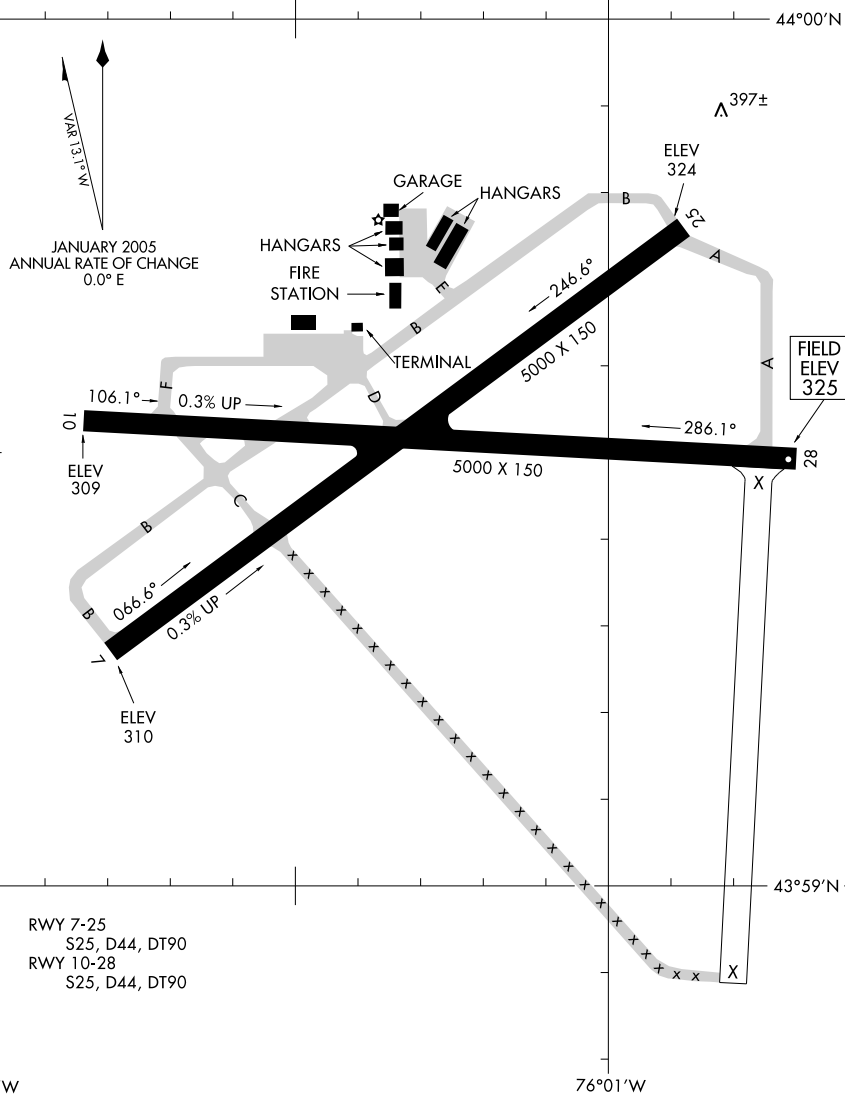 44°00'N
397±
VAR 13.1° W
JANUARY 2005
ANNUAL RATE OF CHANGE
0.0° E
ELEV
324
GARAGE
HANGARS
B
25
HANGARS
A
FIRE
STATION
E
246.6°
B
5000 X 150
TERMINAL
A
FIELD
ELEV
325
F
D
106.1°
0.3% UP
10
286.1°
28
ELEV
309
5000 X 150
X
C
B
066.6°
0.3% UP
B
7
ELEV
310
43°59'N
X
RWY 7-25
S25, D44, DT90
RWY 10-28
S25, D44, DT90
W
76°01'W